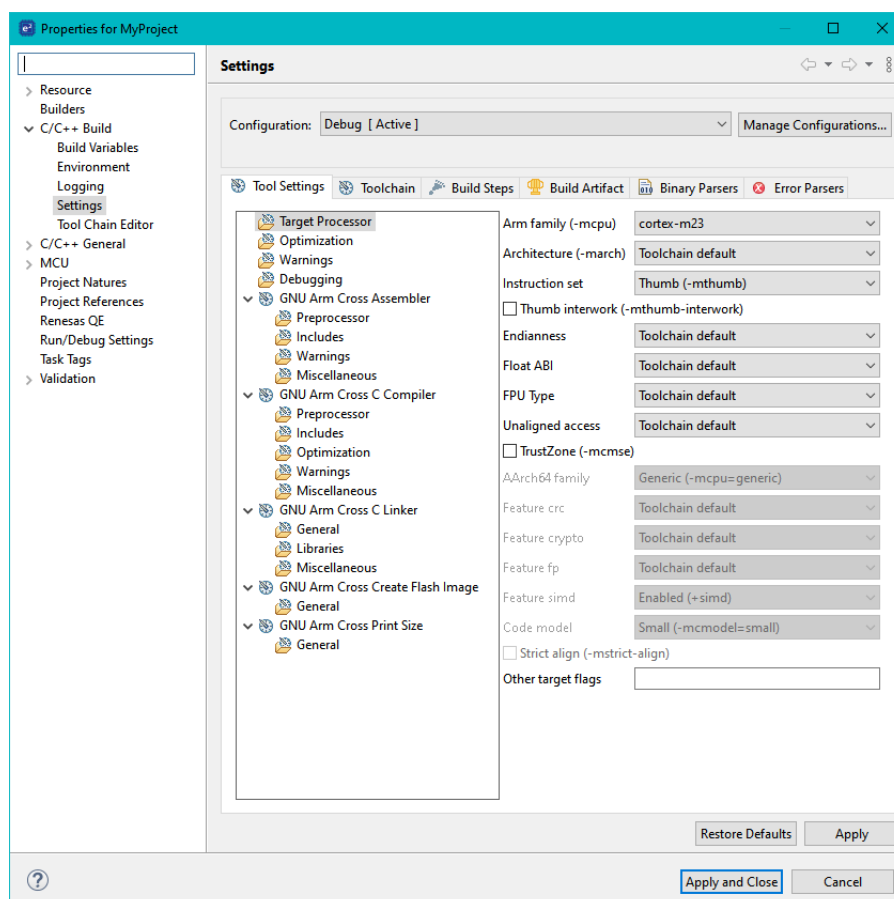 e² Properties for MyProject
Settings
Resource
Builders
C/C++ Build
Build Variables
Environment
Logging
Settings
Tool Chain Editor
C/C++ General
MCU
Project Natures
Project References
Renesas QE
Run/Debug Settings
Task Tags
Validation
Configuration: Debug [ Active ] Manage Configurations...
Tool Settings Toolchain Build Steps Build Artifact 010 Binary Parsers Error Parsers
Target Processor
Optimization
Warnings
Debugging
GNU Arm Cross Assembler
Preprocessor
Includes
Warnings
Miscellaneous
GNU Arm Cross C Compiler
Preprocessor
Includes
Optimization
Warnings
Miscellaneous
GNU Arm Cross C Linker
General
Libraries
Miscellaneous
GNU Arm Cross Create Flash Image
General
GNU Arm Cross Print Size
General
Arm family (-mcpu) cortex-m23
Architecture (-march) Toolchain default
Instruction set Thumb (-mthumb)
Thumb interwork (-mthumb-interwork)
Endianness Toolchain default
Float ABI Toolchain default
FPU Type Toolchain default
Unaligned access Toolchain default
TrustZone (-mcmse)
AArch64 family Generic (-mcpu=generic)
Feature crc Toolchain default
Feature crypto Toolchain default
Feature fp Toolchain default
Feature simd Enabled (+simd)
Code model Small (-mcmodel=small)
Strict align (-mstrict-align)
Other target flags
Restore Defaults Apply
? Apply and Close Cancel